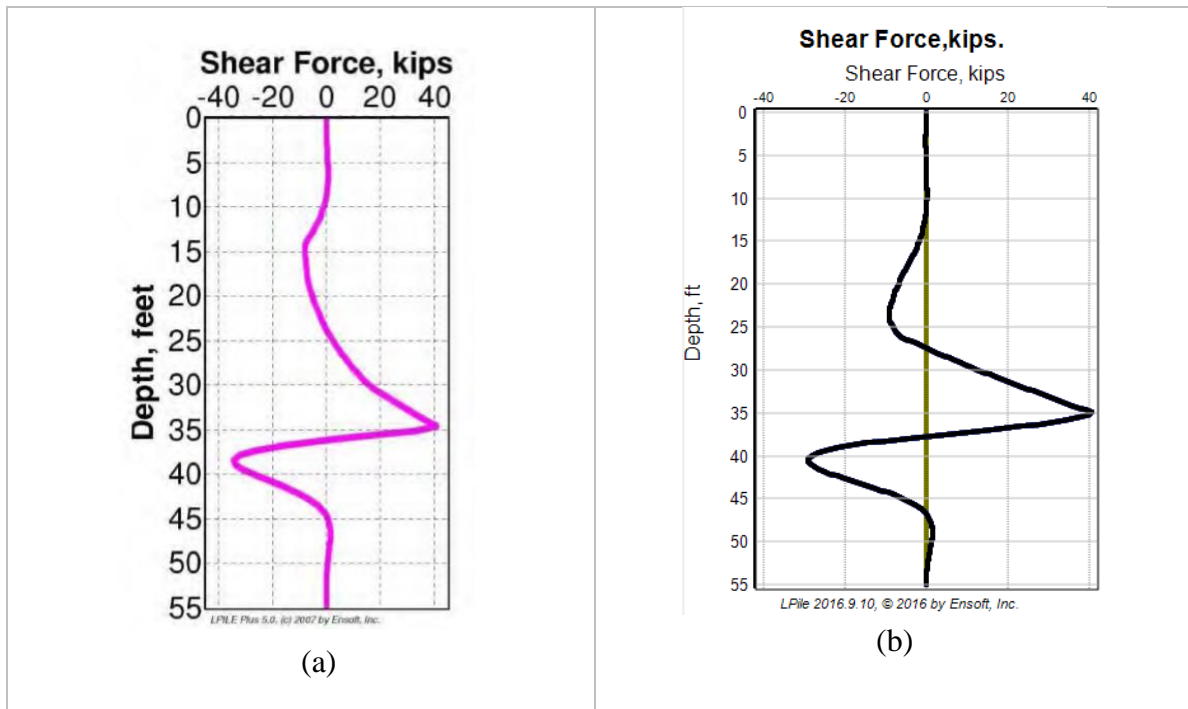 Shear Force, kips
-40 -20 0 20 40
Depth, feet
0
5
10
15
20
25
30
35
40
45
50
55
LPILE Plus 5.0, (c) 2007 by Ensoft, Inc.
(a)
Shear Force,kips.
Shear Force, kips
-40 -20 0 20 40
Depth, ft
0
5
10
15
20
25
30
35
40
45
50
55
LPile 2016.9.10, © 2016 by Ensoft, Inc.
(b)